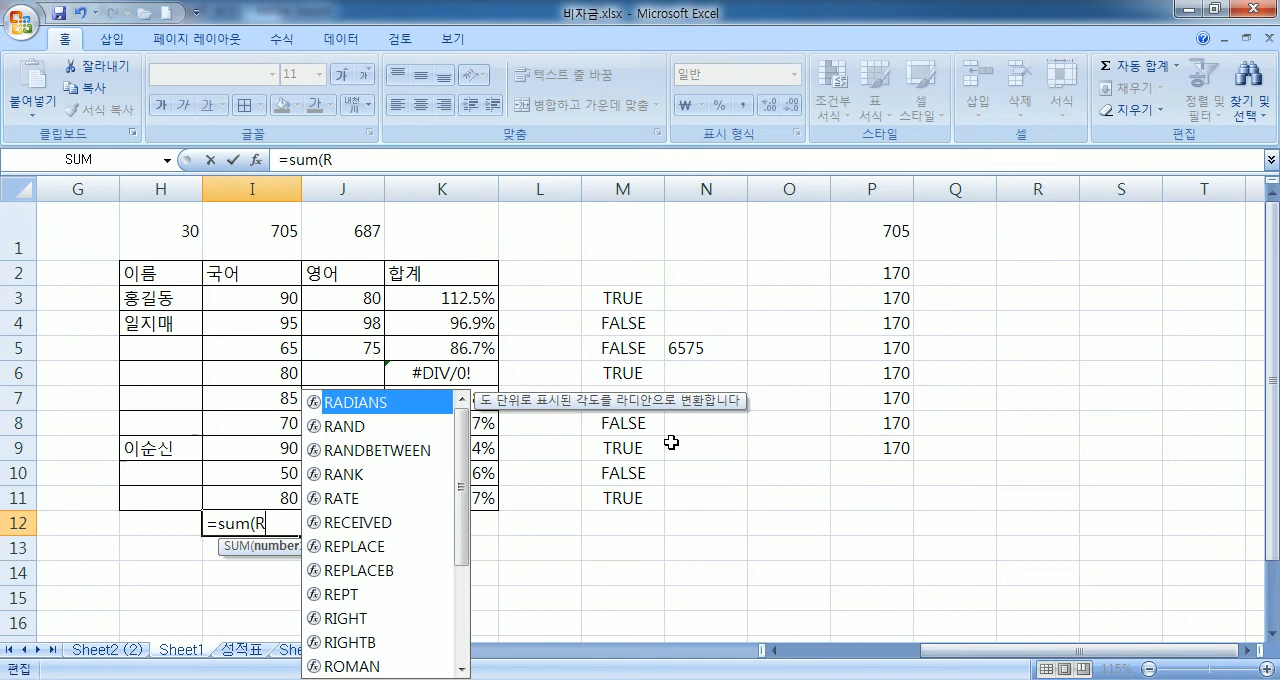 비자금.xlsx - Microsoft Excel
홈 삽입 페이지 레이아웃 수식 데이터 검토 보기
잘라내기
복사
서식 복사
붙여넣기
클립보드
11
가 가
가 가 가 내천
글꼴
텍스트 줄 바꿈
병합하고 가운데 맞춤
맞춤
일반
₩ % ,
표시 형식
조건부 서식
표 서식
셀 스타일
스타일
삽입 삭제 서식
셀
Σ 자동 합계
채우기
지우기
정렬 및 필터
찾기 및 선택
편집
SUM fx =sum(R
G H I J K L M N O P Q R S T
1 30 705 687 705
2 이름 국어 영어 합계 170
3 홍길동 90 80 112.5% TRUE 170
4 일지매 95 98 96.9% FALSE 170
5 65 75 86.7% FALSE 6575 170
6 80 #DIV/0! TRUE 170
7 85 170
8 70 7% FALSE 170
9 이순신 90 4% TRUE 170
10 50 6% FALSE
11 80 7% TRUE
12 =sum(R
13 SUM(number
14
15
16
RADIANS 도 단위로 표시된 각도를 라디안으로 변환합니다
RAND
RANDBETWEEN
RANK
RATE
RECEIVED
REPLACE
REPLACEB
REPT
RIGHT
RIGHTB
ROMAN
Sheet2 (2) Sheet1 성적표 She
편집 115%